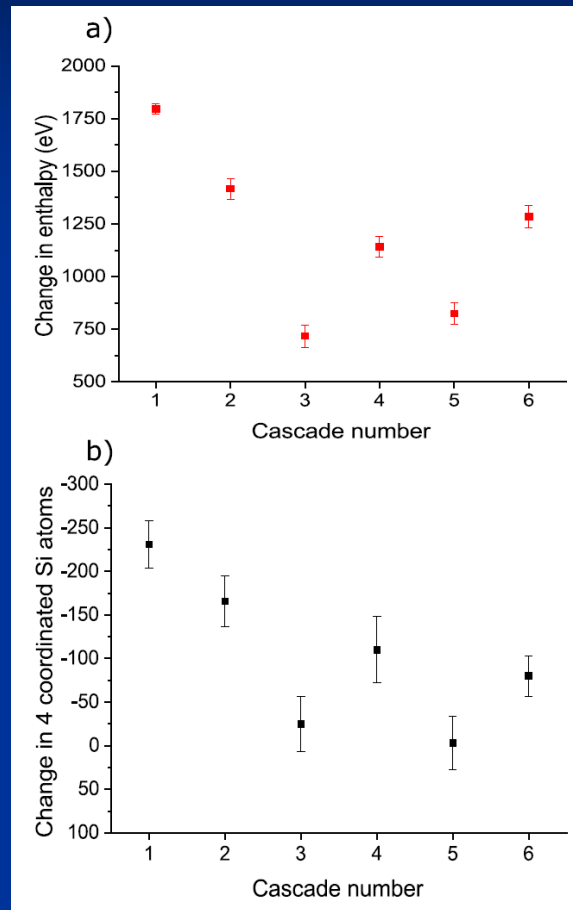 a)
2000
1750
1500
1250
1000
750
500
Change in enthalpy (eV)
1 2 3 4 5 6
Cascade number
b)
-300
-250
-200
-150
-100
-50
0
50
100
Change in 4 coordinated Si atoms
1 2 3 4 5 6
Cascade number